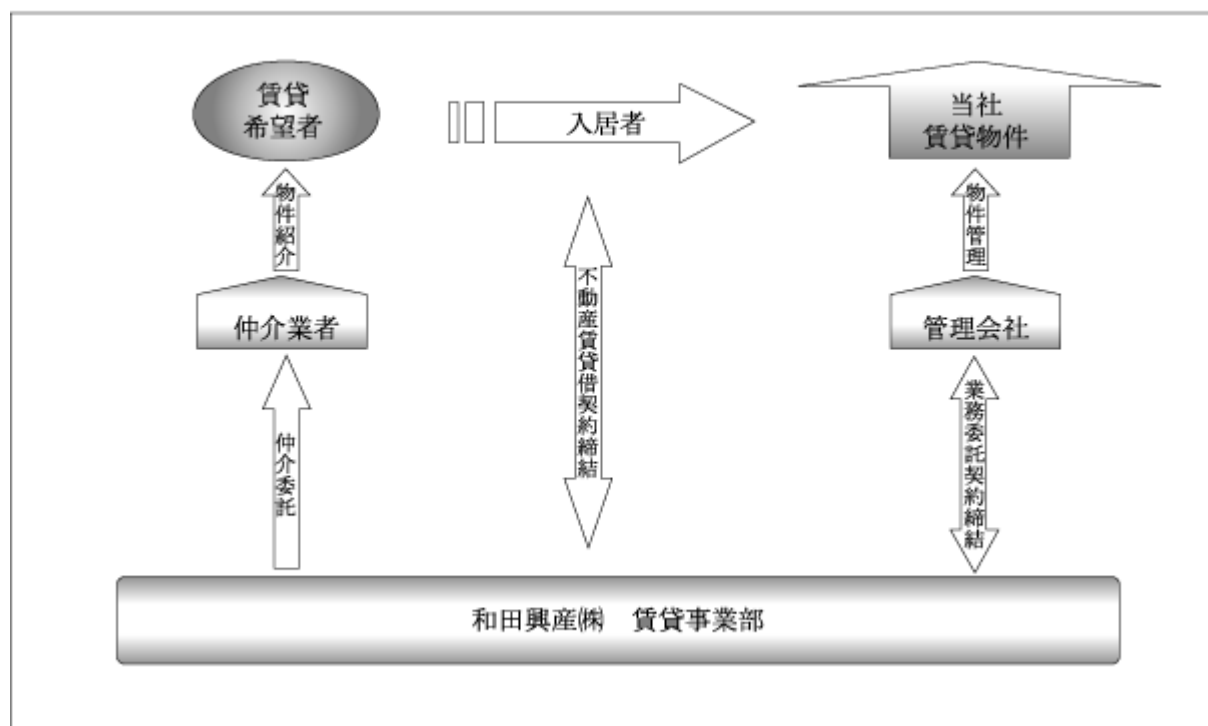 賃貸
希望者
入居者
当社
賃貸物件
物件紹介
物件管理
仲介業者
管理会社
不動産賃貸借契約締結
仲介委託
業務委託契約締結
和田興産㈱　賃貸事業部